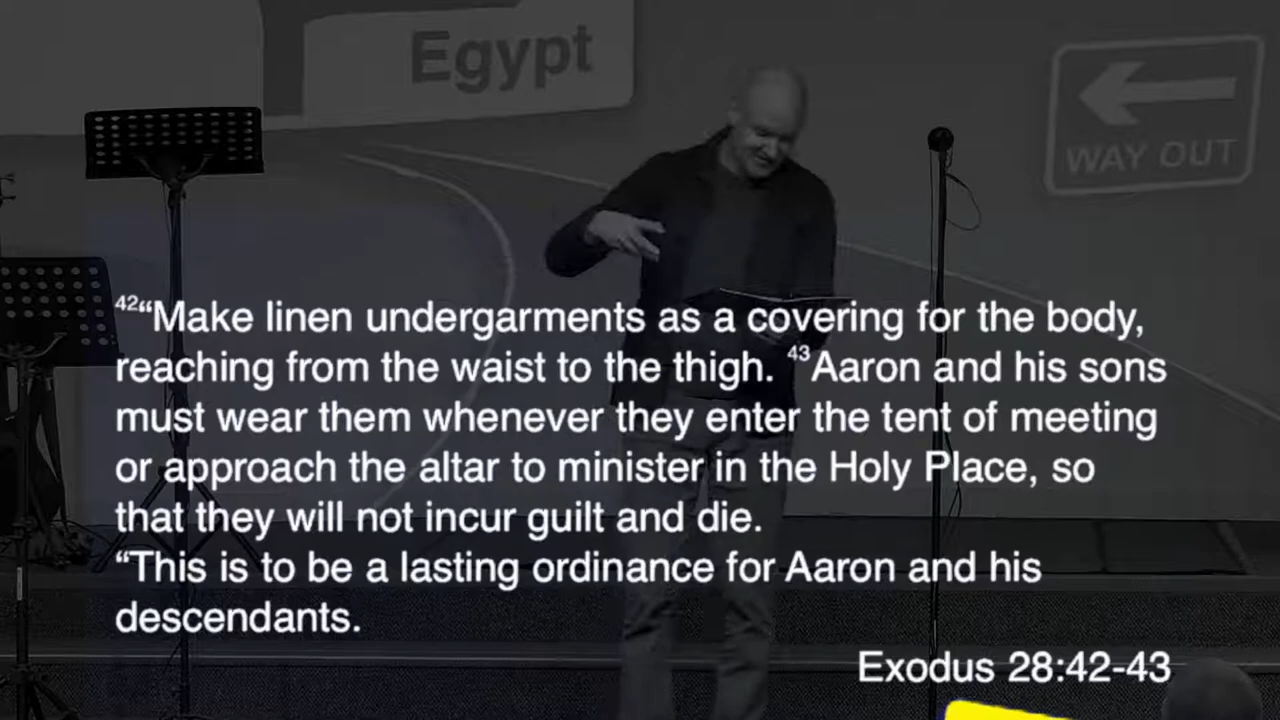 Egypt
WAY OUT
42“Make linen undergarments as a covering for the body,
reaching from the waist to the thigh. 43Aaron and his sons
must wear them whenever they enter the tent of meeting
or approach the altar to minister in the Holy Place, so
that they will not incur guilt and die.
“This is to be a lasting ordinance for Aaron and his
descendants.
Exodus 28:42-43